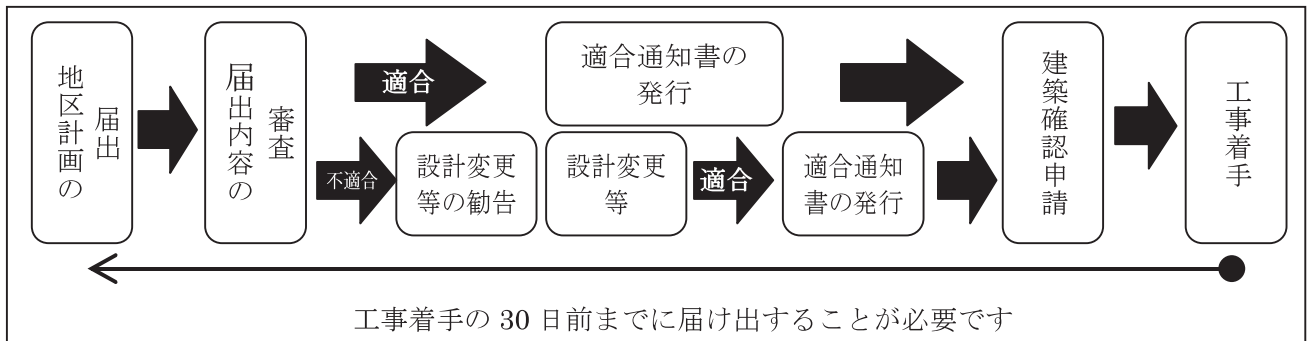 地区計画の
届出
届出内容の
審査
適合
適合通知書の
発行
不適合
設計変更
等の勧告
設計変更
等
適合
適合通知
書の発行
建築確認申請
工事着手
工事着手の 30 日前までに届け出することが必要です